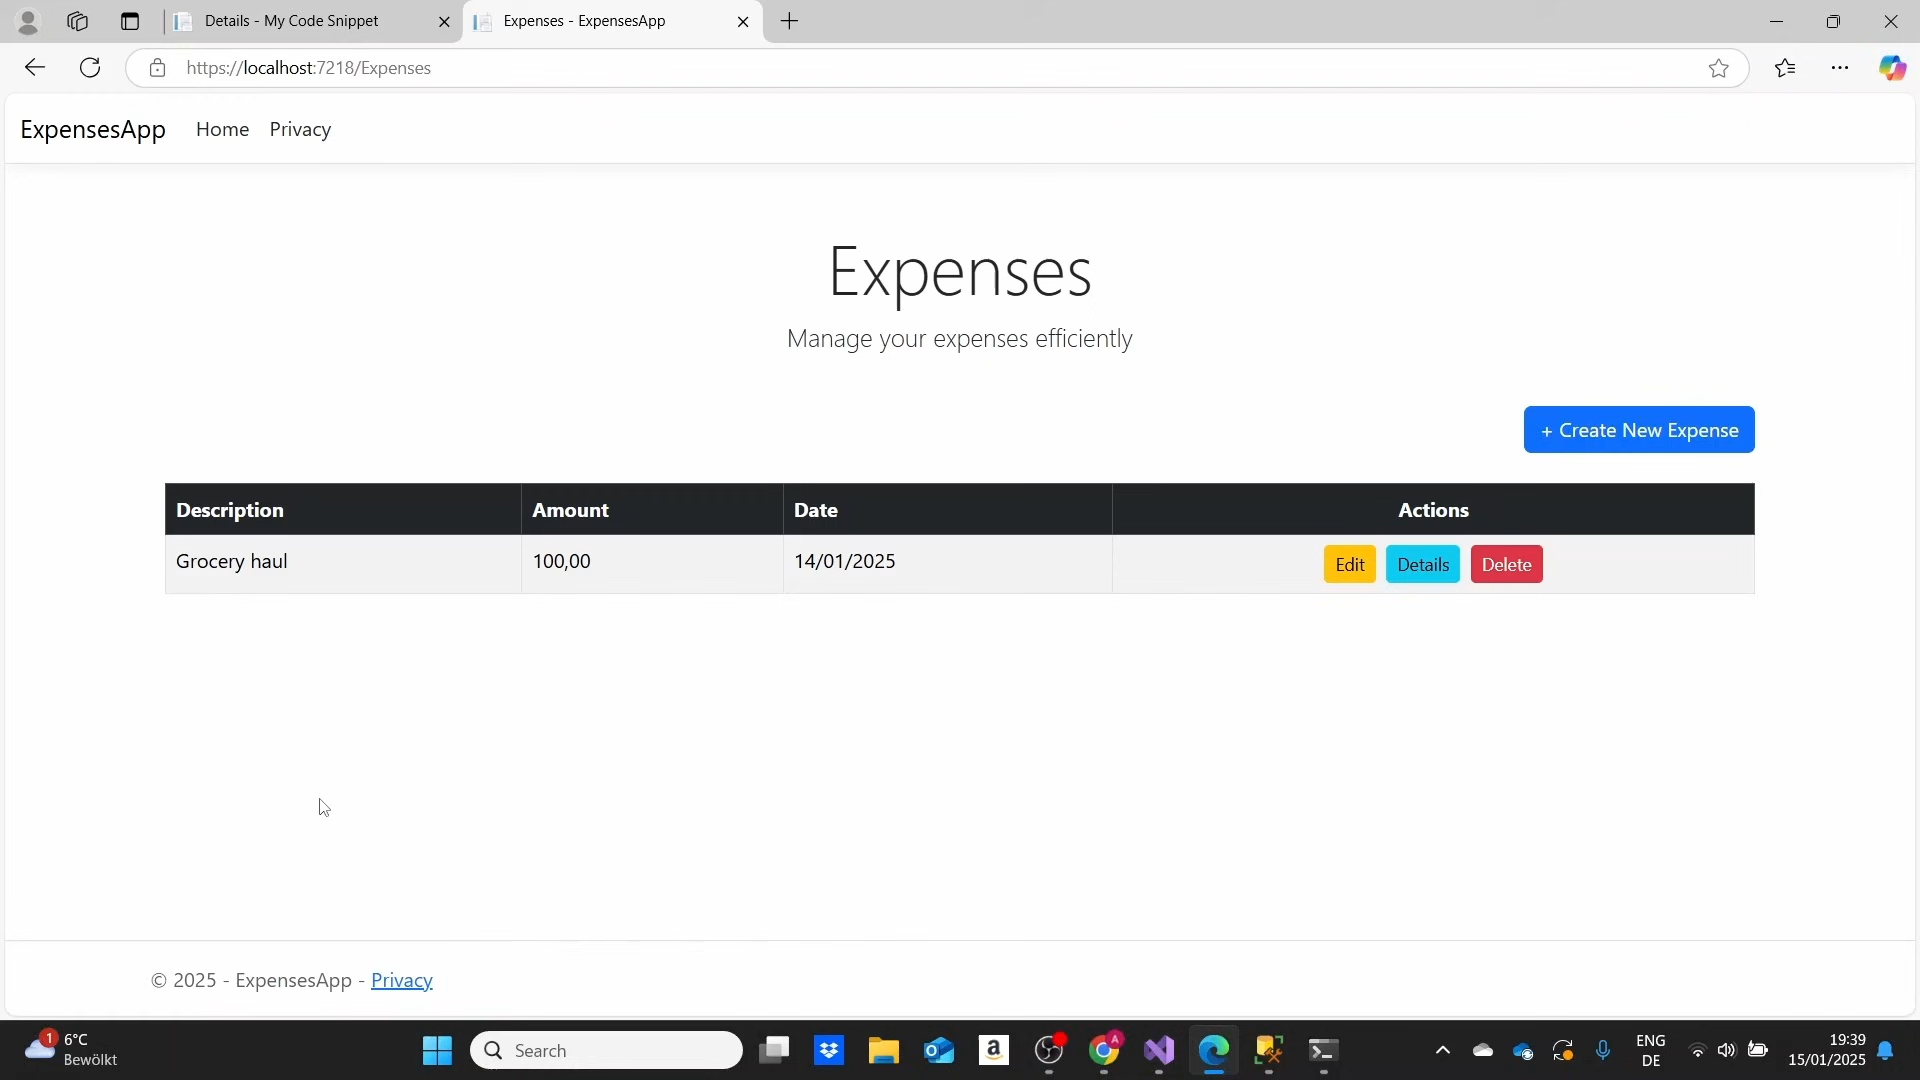 Details - My Code Snippet
Expenses - ExpensesApp
https://localhost:7218/Expenses
ExpensesApp Home Privacy
Expenses
Manage your expenses efficiently
+ Create New Expense
Description Amount Date Actions
Grocery haul 100,00 14/01/2025 Edit Details Delete
© 2025 - ExpensesApp - Privacy
1
6°C
Bewölkt
Search
a
A
ENG
DE
19:39
15/01/2025